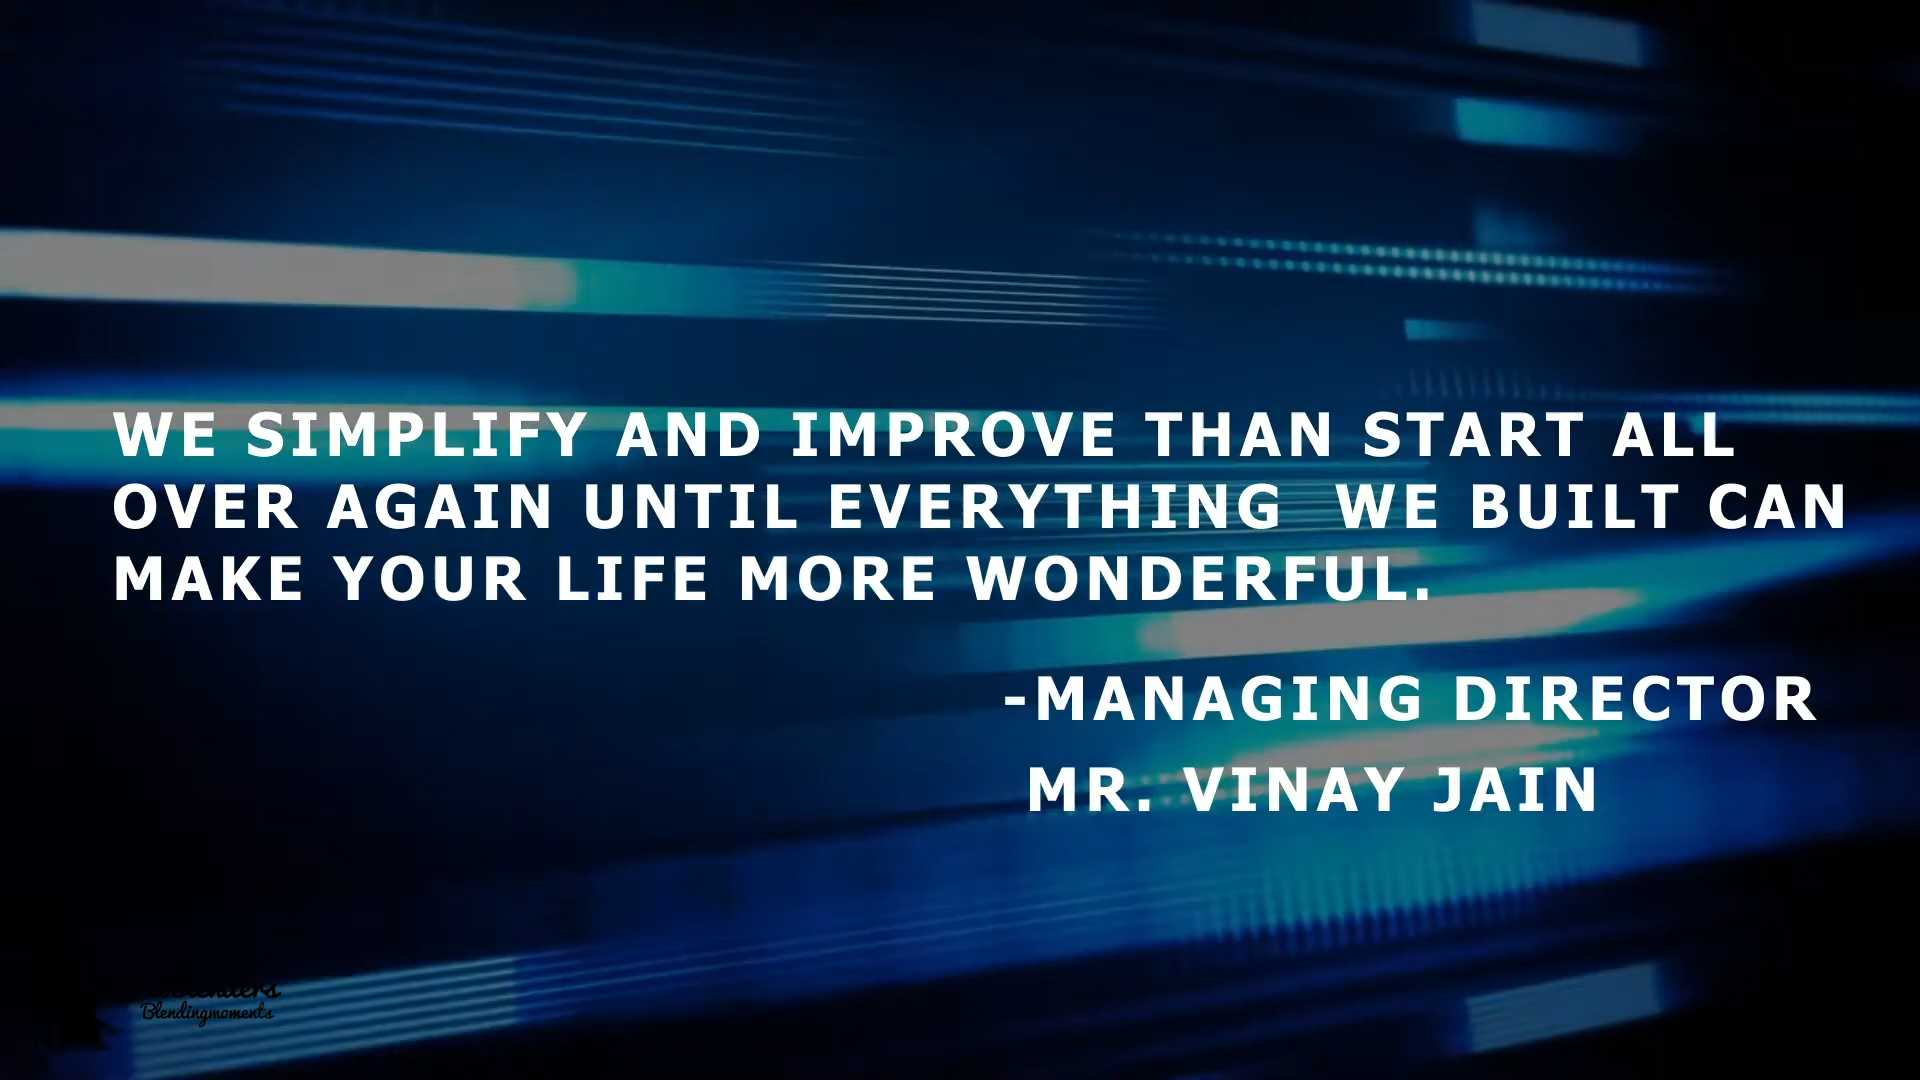 WE SIMPLIFY AND IMPROVE THAN START ALL
OVER AGAIN UNTIL EVERYTHING  WE BUILT CAN
MAKE YOUR LIFE MORE WONDERFUL.
-MANAGING DIRECTOR
MR. VINAY JAIN
Blendingmoments